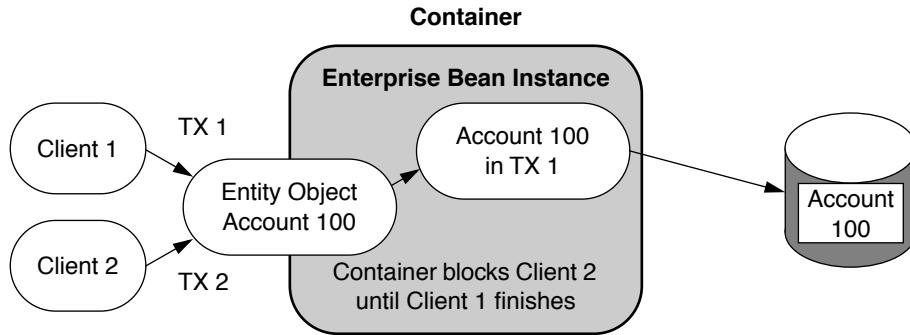 Container
Enterprise Bean Instance
TX 1
Client 1
Account 100
in TX 1
Entity Object
Account 100
Account
100
Client 2
TX 2
Container blocks Client 2
until Client 1 finishes